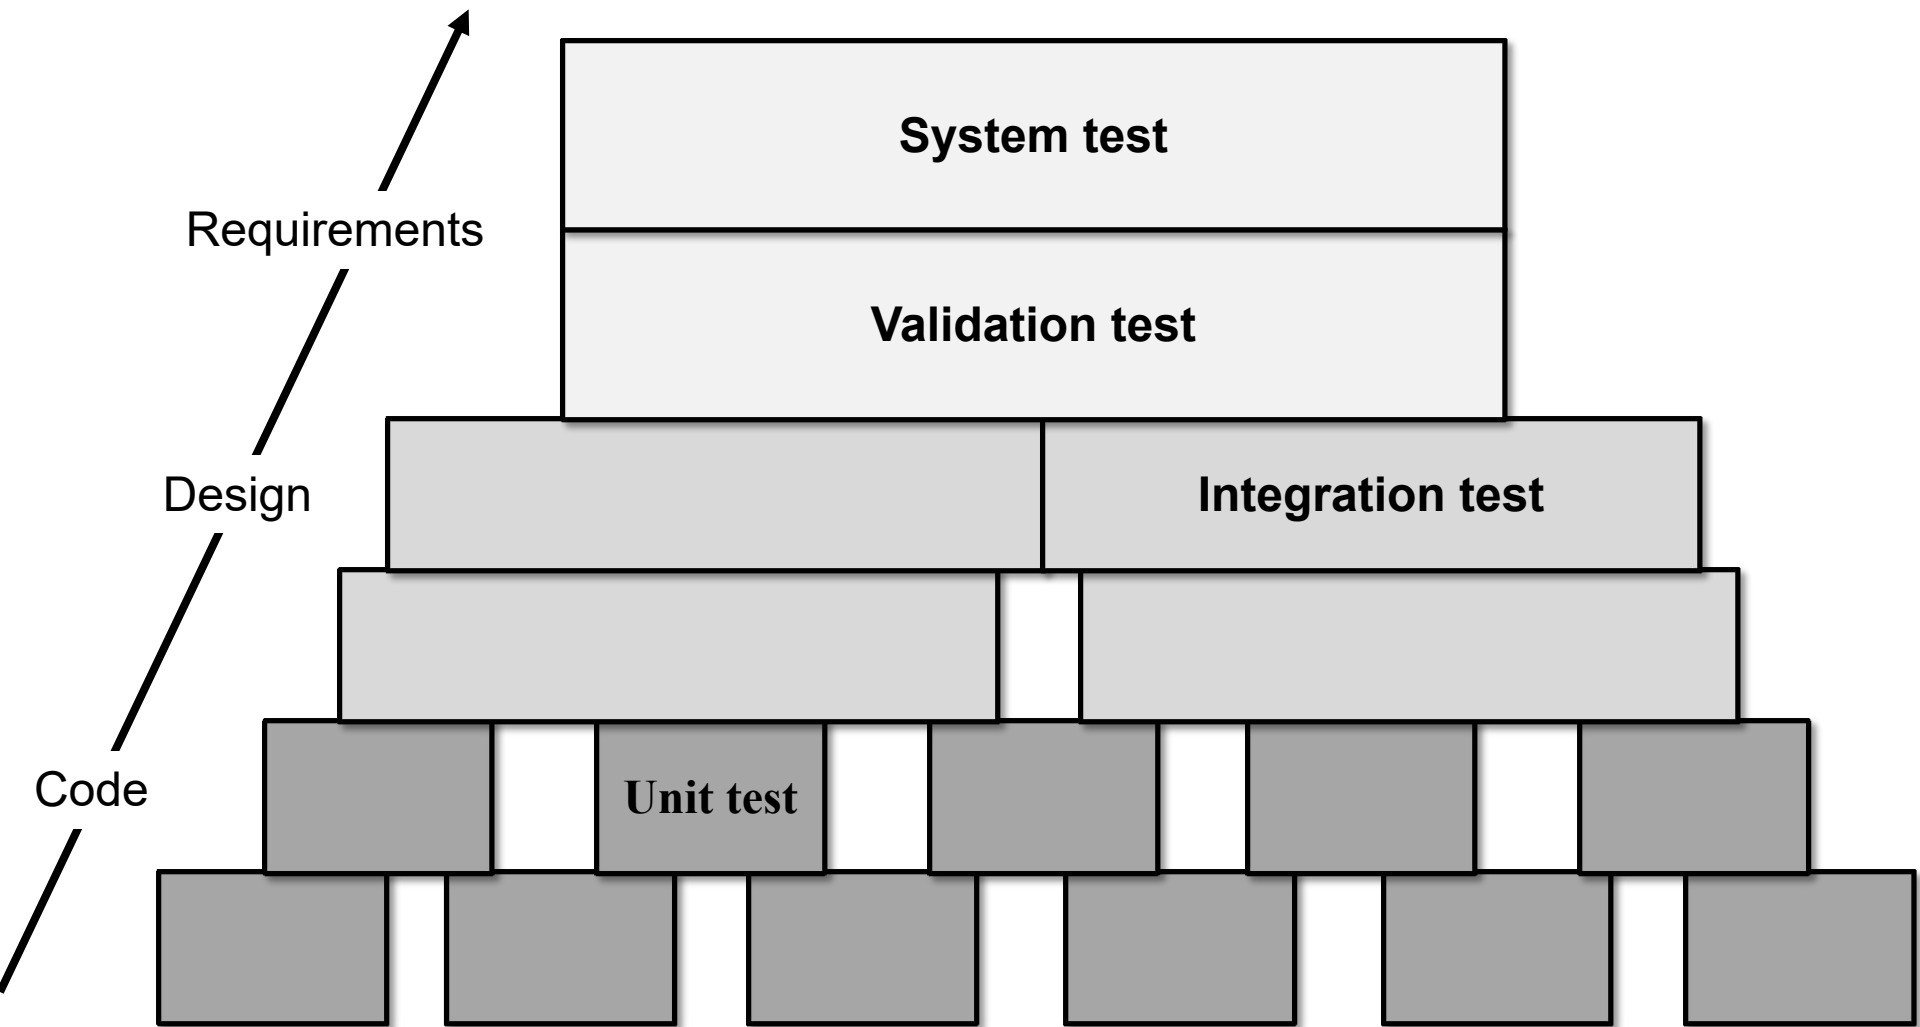 System test
Requirements
Validation test
Design
Integration test
Code
Unit test